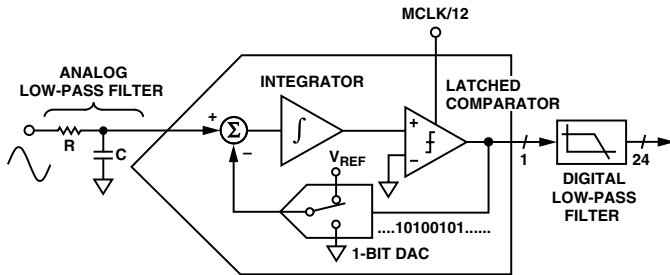 MCLK/12
ANALOG
LOW-PASS FILTER
INTEGRATOR
LATCHED
COMPARATOR
+
Σ
∫
+
R
C
–
–
VREF
1
24
DIGITAL
LOW-PASS
FILTER
....10100101......
1-BIT DAC